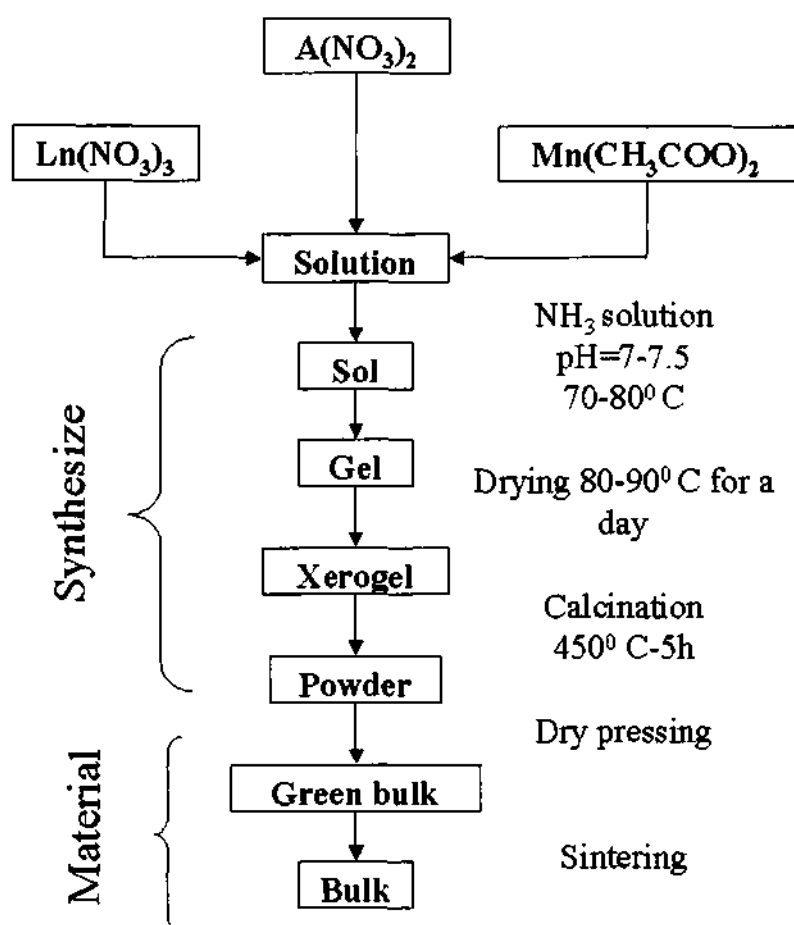 A(NO₃)₂
Ln(NO₃)₃
Mn(CH₃COO)₂
Solution
NH₃ solution
pH=7-7.5
70-80⁰ C
Sol
Gel
Drying 80-90⁰ C for a
day
Xerogel
Calcination
450⁰ C-5h
Powder
Dry pressing
Green bulk
Sintering
Bulk
Synthesize
Material